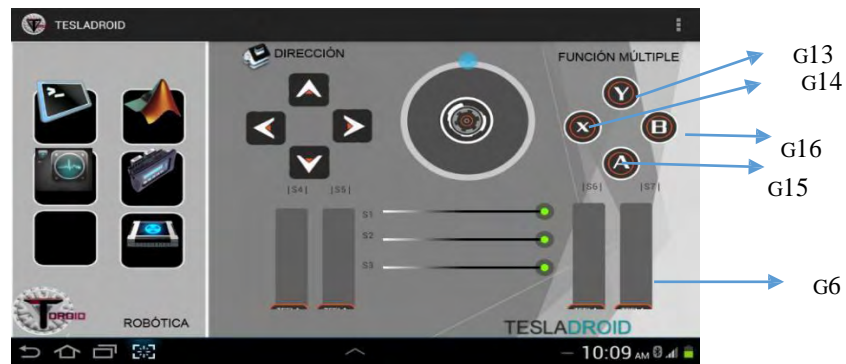 TESLADROID
DIRECCIÓN
FUNCIÓN MÚLTIPLE
G13
G14
Y
X
B
G16
A
G15
|S4| |S5|
|S6| |S7|
S1
S2
S3
G6
TOROID
ROBÓTICA
TESLADROID
10:09 AM